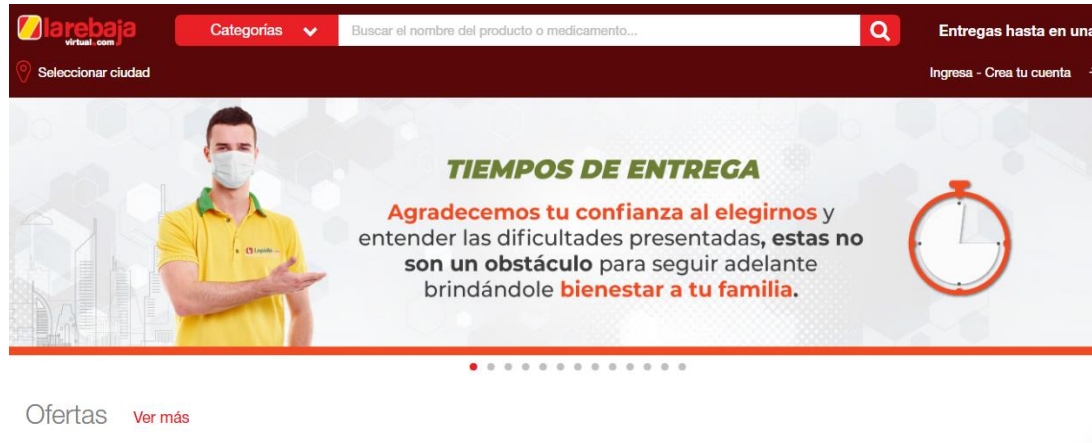 larebaja
virtual.com
Categorías
Buscar el nombre del producto o medicamento...
Entregas hasta en una
Seleccionar ciudad
Ingresa - Crea tu cuenta
TIEMPOS DE ENTREGA
Agradecemos tu confianza al elegirnos y
entender las dificultades presentadas, estas no
son un obstáculo para seguir adelante
brindándole bienestar a tu familia.
Ofertas Ver más